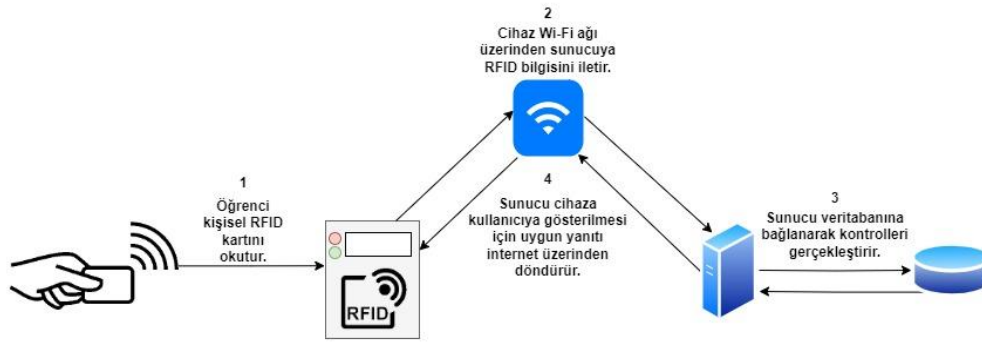 1
Öğrenci
kişisel RFID
kartını
okutur.
2
Cihaz Wi-Fi ağı
üzerinden sunucuya
RFID bilgisini iletir.
3
Sunucu veritabanına
bağlanarak kontrolleri
gerçekleştirir.
4
Sunucu cihaza
kullanıcıya gösterilmesi
için uygun yanıtı
internet üzerinden
döndürür.
RFID